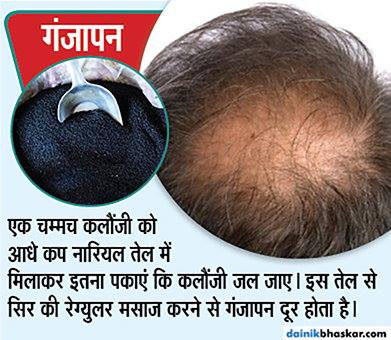 गंजापन
एक चम्मच कलौंजी को
आधे कप नारियल तेल में
मिलाकर इतना पकाएं कि कलौंजी जल जाए। इस तेल से
सिर की रेग्युलर मसाज करने से गंजापन दूर होता है।
dainikbhaskar.com